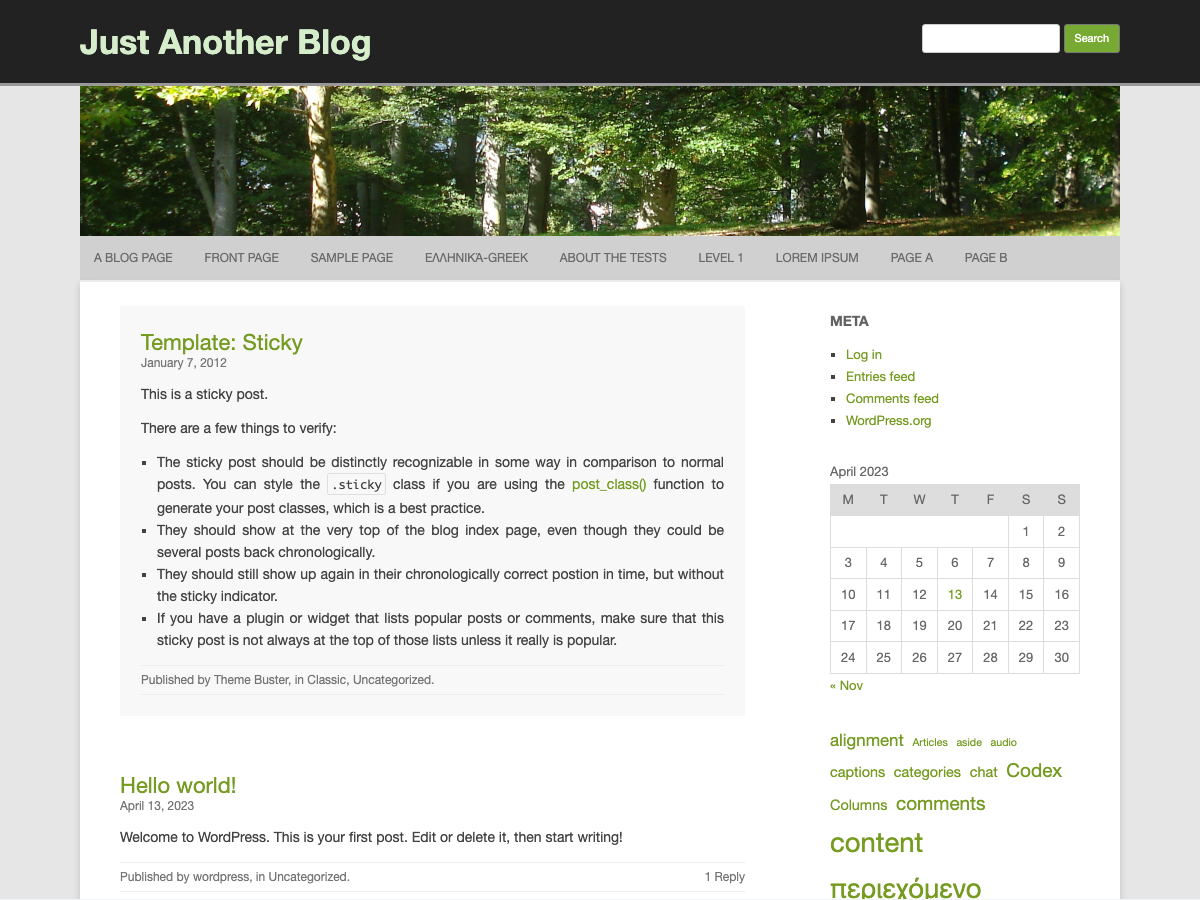 Just Another Blog
Search
A BLOG PAGE FRONT PAGE SAMPLE PAGE ΕΛΛΗΝΙΚΆ-GREEK ABOUT THE TESTS LEVEL 1 LOREM IPSUM PAGE A PAGE B
Template: Sticky
January 7, 2012
This is a sticky post.
There are a few things to verify:
The sticky post should be distinctly recognizable in some way in comparison to normal
posts. You can style the .sticky class if you are using the post_class() function to
generate your post classes, which is a best practice.
They should show at the very top of the blog index page, even though they could be
several posts back chronologically.
They should still show up again in their chronologically correct postion in time, but without
the sticky indicator.
If you have a plugin or widget that lists popular posts or comments, make sure that this
sticky post is not always at the top of those lists unless it really is popular.
Published by Theme Buster, in Classic, Uncategorized.
Hello world!
April 13, 2023
Welcome to WordPress. This is your first post. Edit or delete it, then start writing!
Published by wordpress, in Uncategorized. 1 Reply
META
Log in
Entries feed
Comments feed
WordPress.org
April 2023
M T W T F S S
1 2
3 4 5 6 7 8 9
10 11 12 13 14 15 16
17 18 19 20 21 22 23
24 25 26 27 28 29 30
« Nov
alignment Articles aside audio
captions categories chat Codex
Columns comments
content
περιεχόμενο